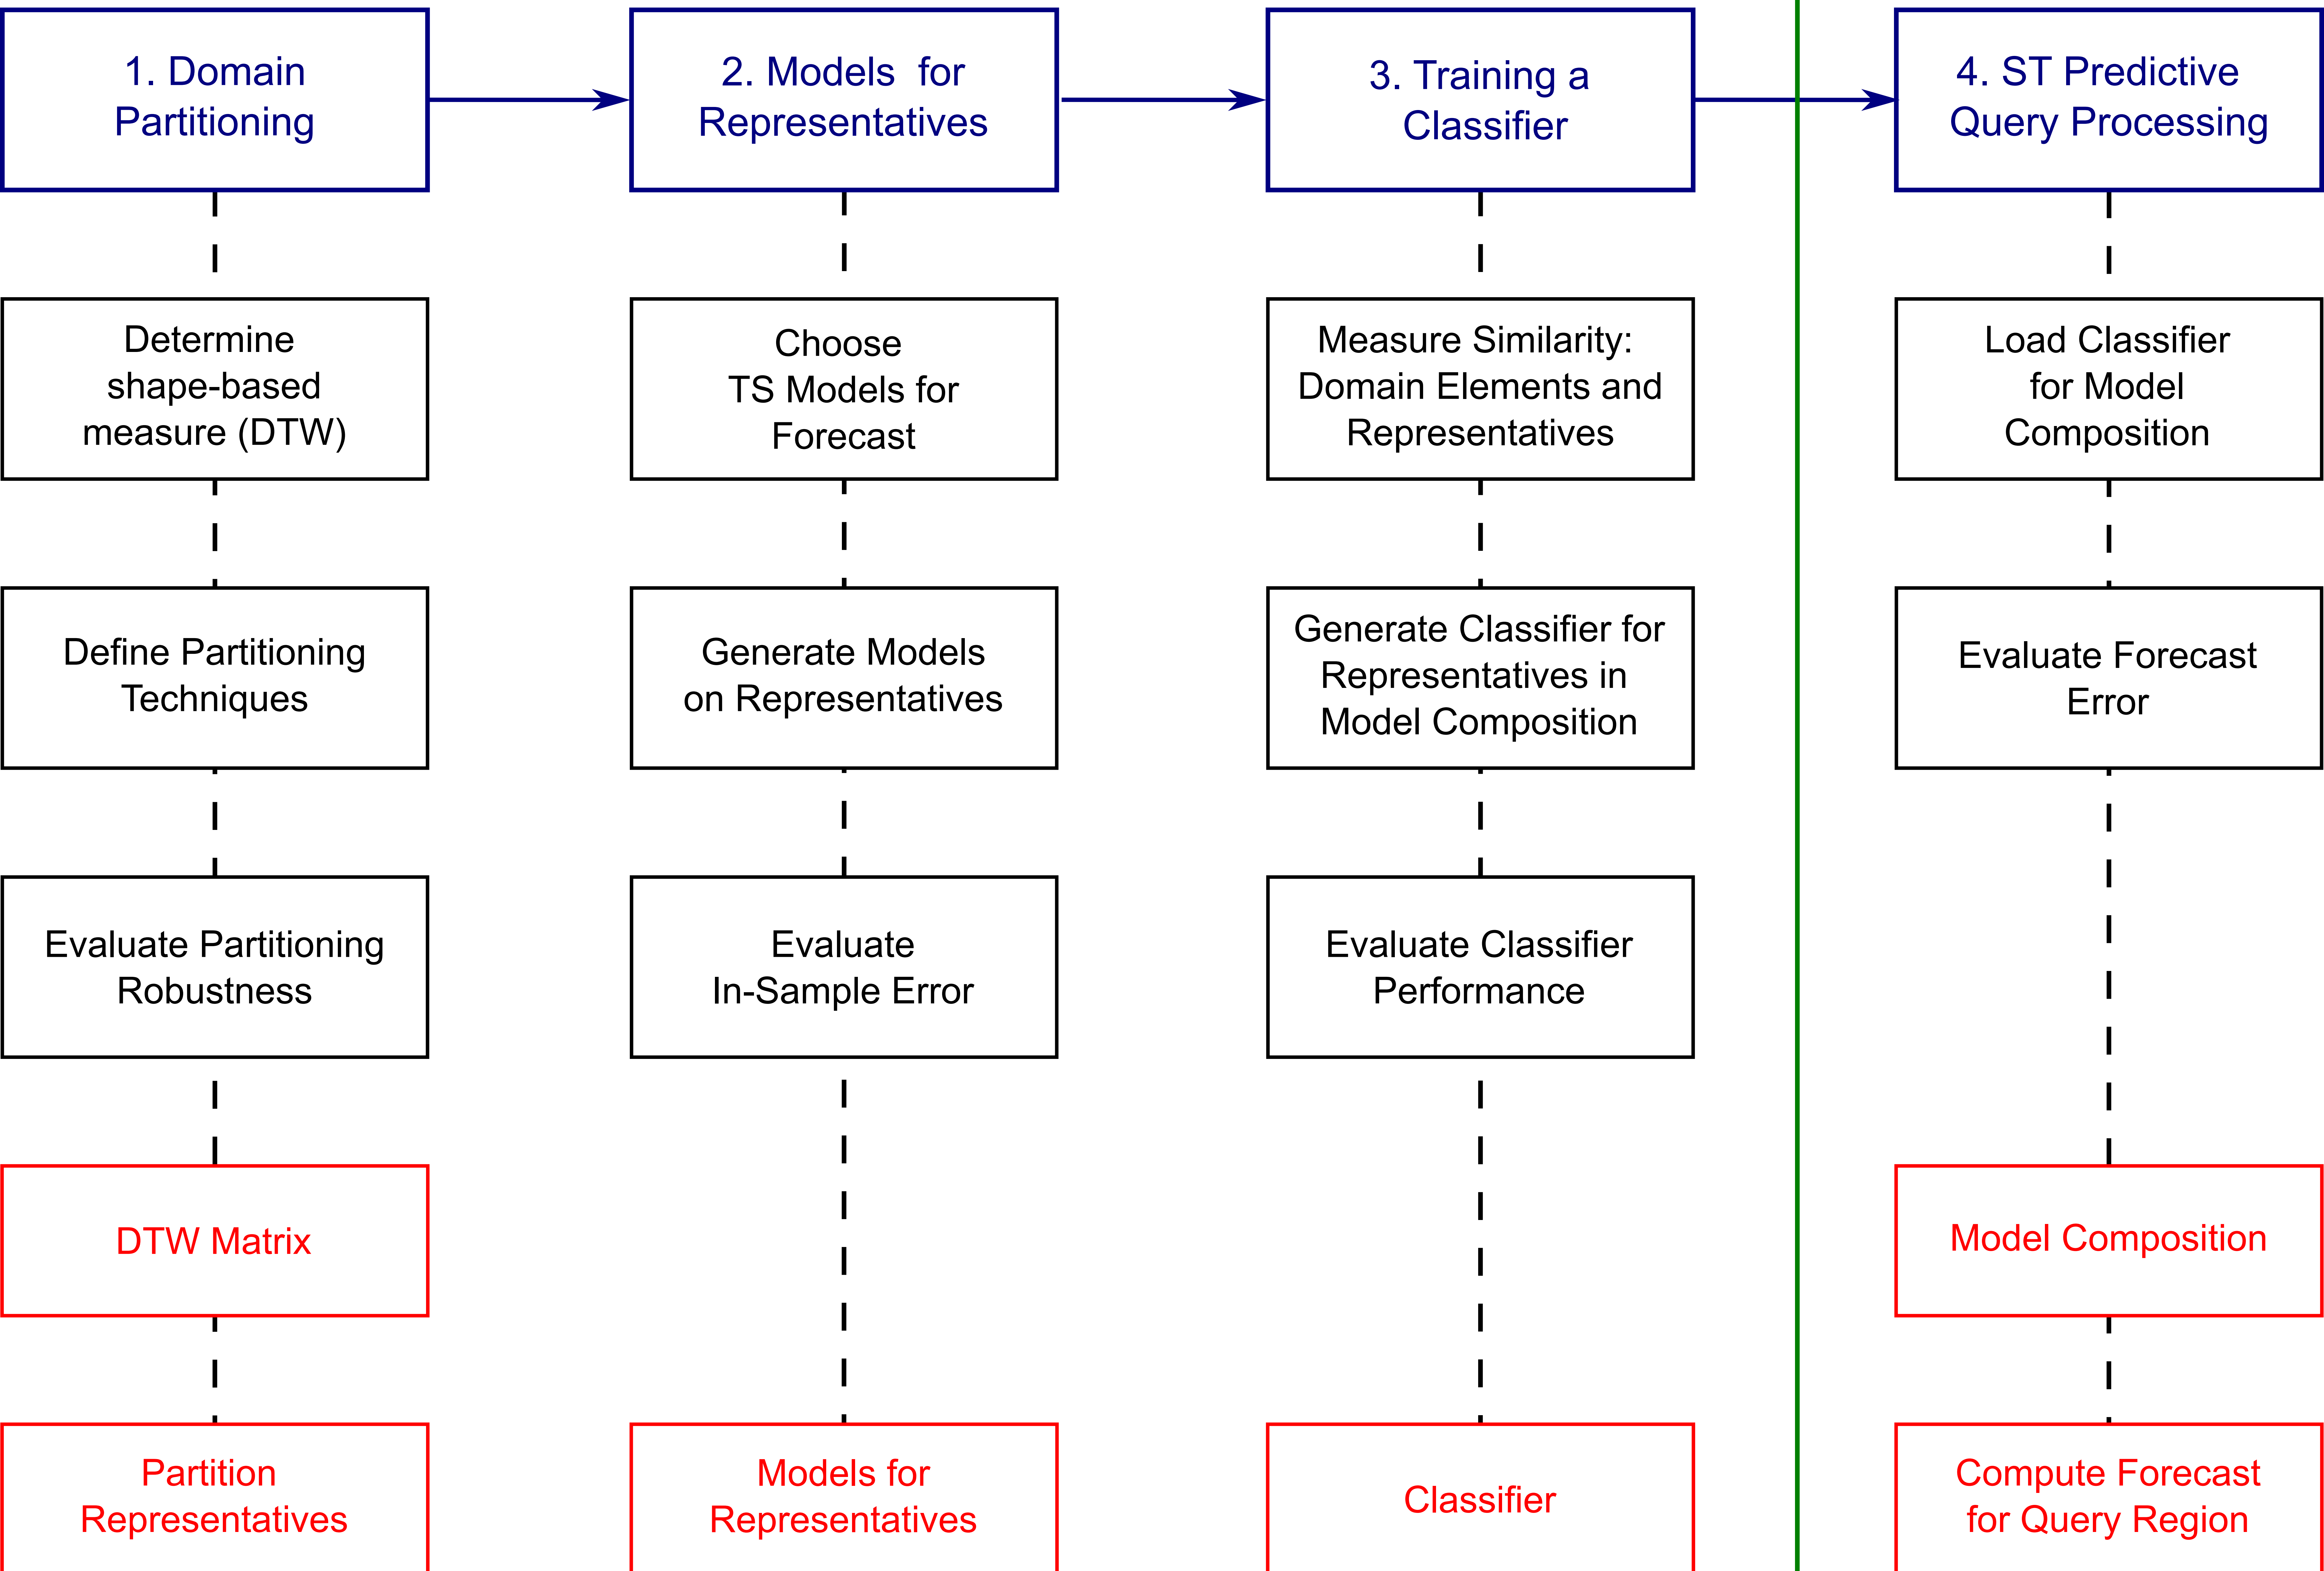 1. Domain
Partitioning
2. Models for
Representatives
3. Training a
Classifier
4. ST Predictive
Query Processing
Determine
shape-based
measure (DTW)
Choose
TS Models for
Forecast
Measure Similarity:
Domain Elements and
Representatives
Load Classifier
for Model
Composition
Define Partitioning
Techniques
Generate Models
on Representatives
Generate Classifier for
Representatives in
Model Composition
Evaluate Forecast
Error
Evaluate Partitioning
Robustness
Evaluate
In-Sample Error
Evaluate Classifier
Performance
DTW Matrix
Model Composition
Partition
Representatives
Models for
Representatives
Classifier
Compute Forecast
for Query Region